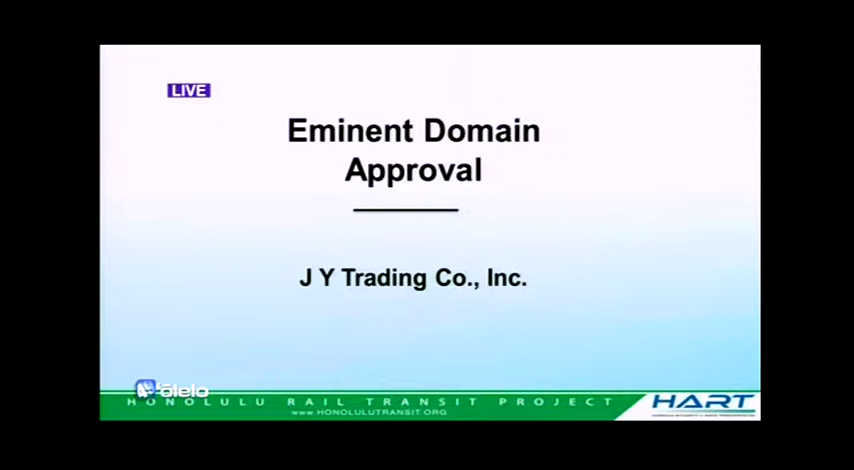 LIVE
Eminent Domain
Approval
J Y Trading Co., Inc.
'ōlelo
HONOLULU RAIL TRANSIT PROJECT
www.HONOLULUTRANSIT.ORG
HART